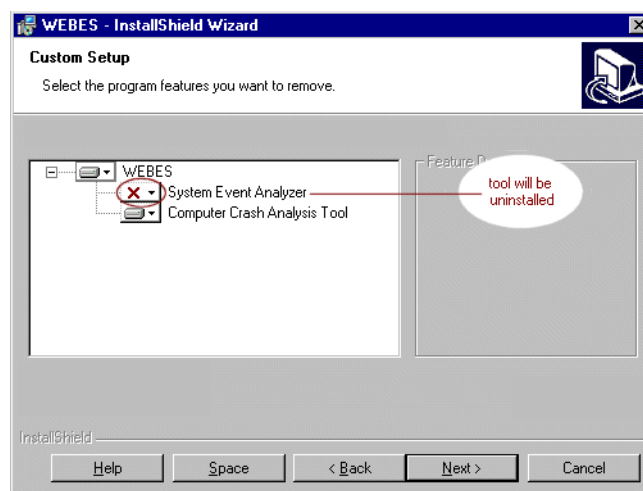 WEBES - InstallShield Wizard
Custom Setup
Select the program features you want to remove.
WEBES
System Event Analyzer
Computer Crash Analysis Tool
Feature
tool will be
uninstalled
InstallShield
Help
Space
< Back
Next >
Cancel